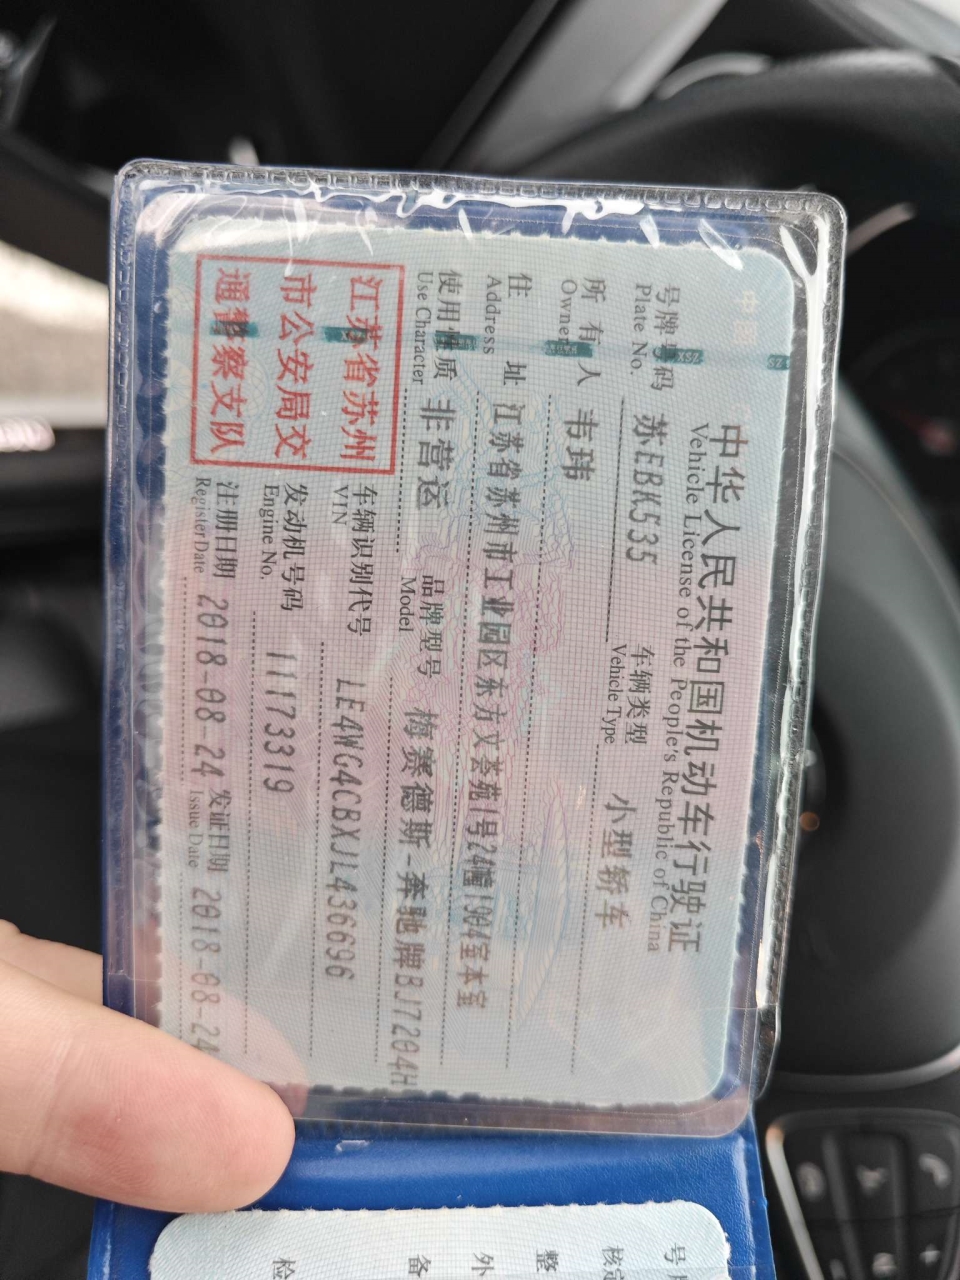 中华人民共和国机动车行驶证
Vehicle License of the People's Republic of China
号牌号码 苏EBK535 车辆类型 小型轿车
Plate No. Vehicle Type
所有人 韦玮
Owner
住址 江苏省苏州市工业园区东方文荟苑1号24幢1904室本室
Address
使用性质 非营运 品牌型号 梅赛德斯-奔驰牌BJ7204H
Use Character Model
江苏省苏州
市公安局交
通警察支队
车辆识别代号 LE4WG4CBXJL436696
VIN
发动机号码 11173319
Engine No.
注册日期 2018-08-24 发证日期 2018-08-24
Register Date Issue Date
号
核定
整
外
备
检